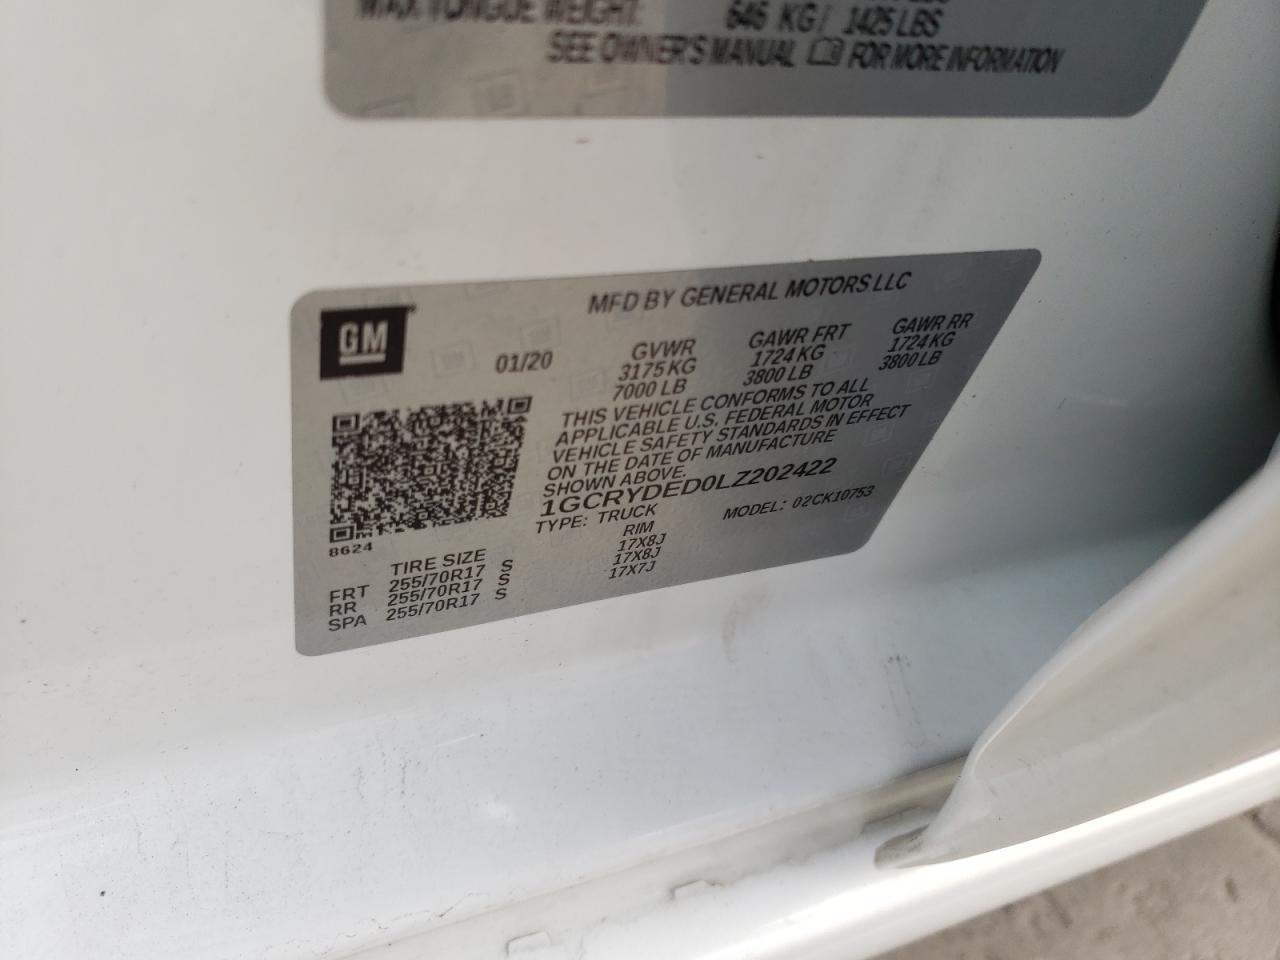 MAX TONGUE WEIGHT: 646 KG / 1425 LBS
SEE OWNER'S MANUAL FOR MORE INFORMATION
GM
MFD BY GENERAL MOTORS LLC
01/20 GVWR GAWR FRT GAWR RR
3175 KG 1724 KG 1724 KG
7000 LB 3800 LB 3800 LB
THIS VEHICLE CONFORMS TO ALL
APPLICABLE U.S. FEDERAL MOTOR
VEHICLE SAFETY STANDARDS IN EFFECT
ON THE DATE OF MANUFACTURE
SHOWN ABOVE.
1GCRYDED0LZ202422
TYPE: TRUCK MODEL: 02CK10753
8624
TIRE SIZE RIM
FRT 255/70R17 S 17X8J
RR 255/70R17 S 17X8J
SPA 255/70R17 S 17X7J